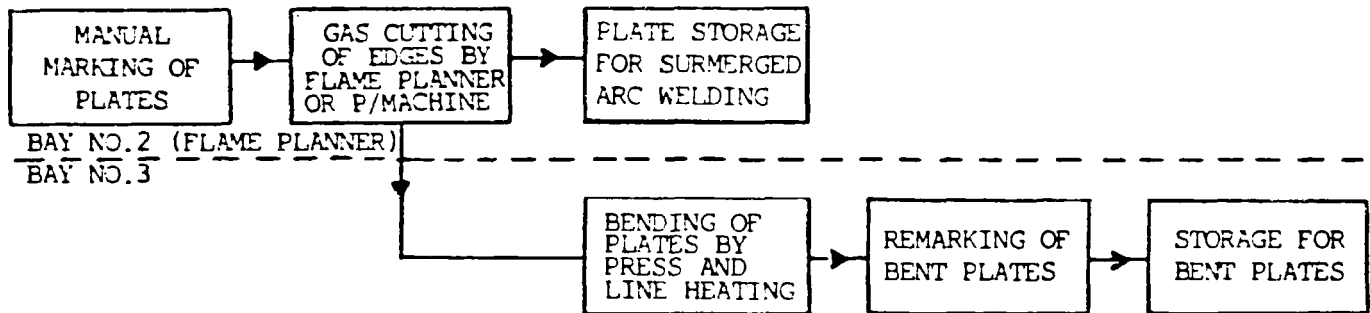 MANUAL
MARKING OF
PLATES
GAS CUTTING
OF EDGES BY
FLAME PLANNER
OR P/MACHINE
PLATE STORAGE
FOR SURMERGED
ARC WELDING
BAY NO.2 (FLAME PLANNER)
BAY NO.3
BENDING OF
PLATES BY
PRESS AND
LINE HEATING
REMARKING OF
BENT PLATES
STORAGE FOR
BENT PLATES